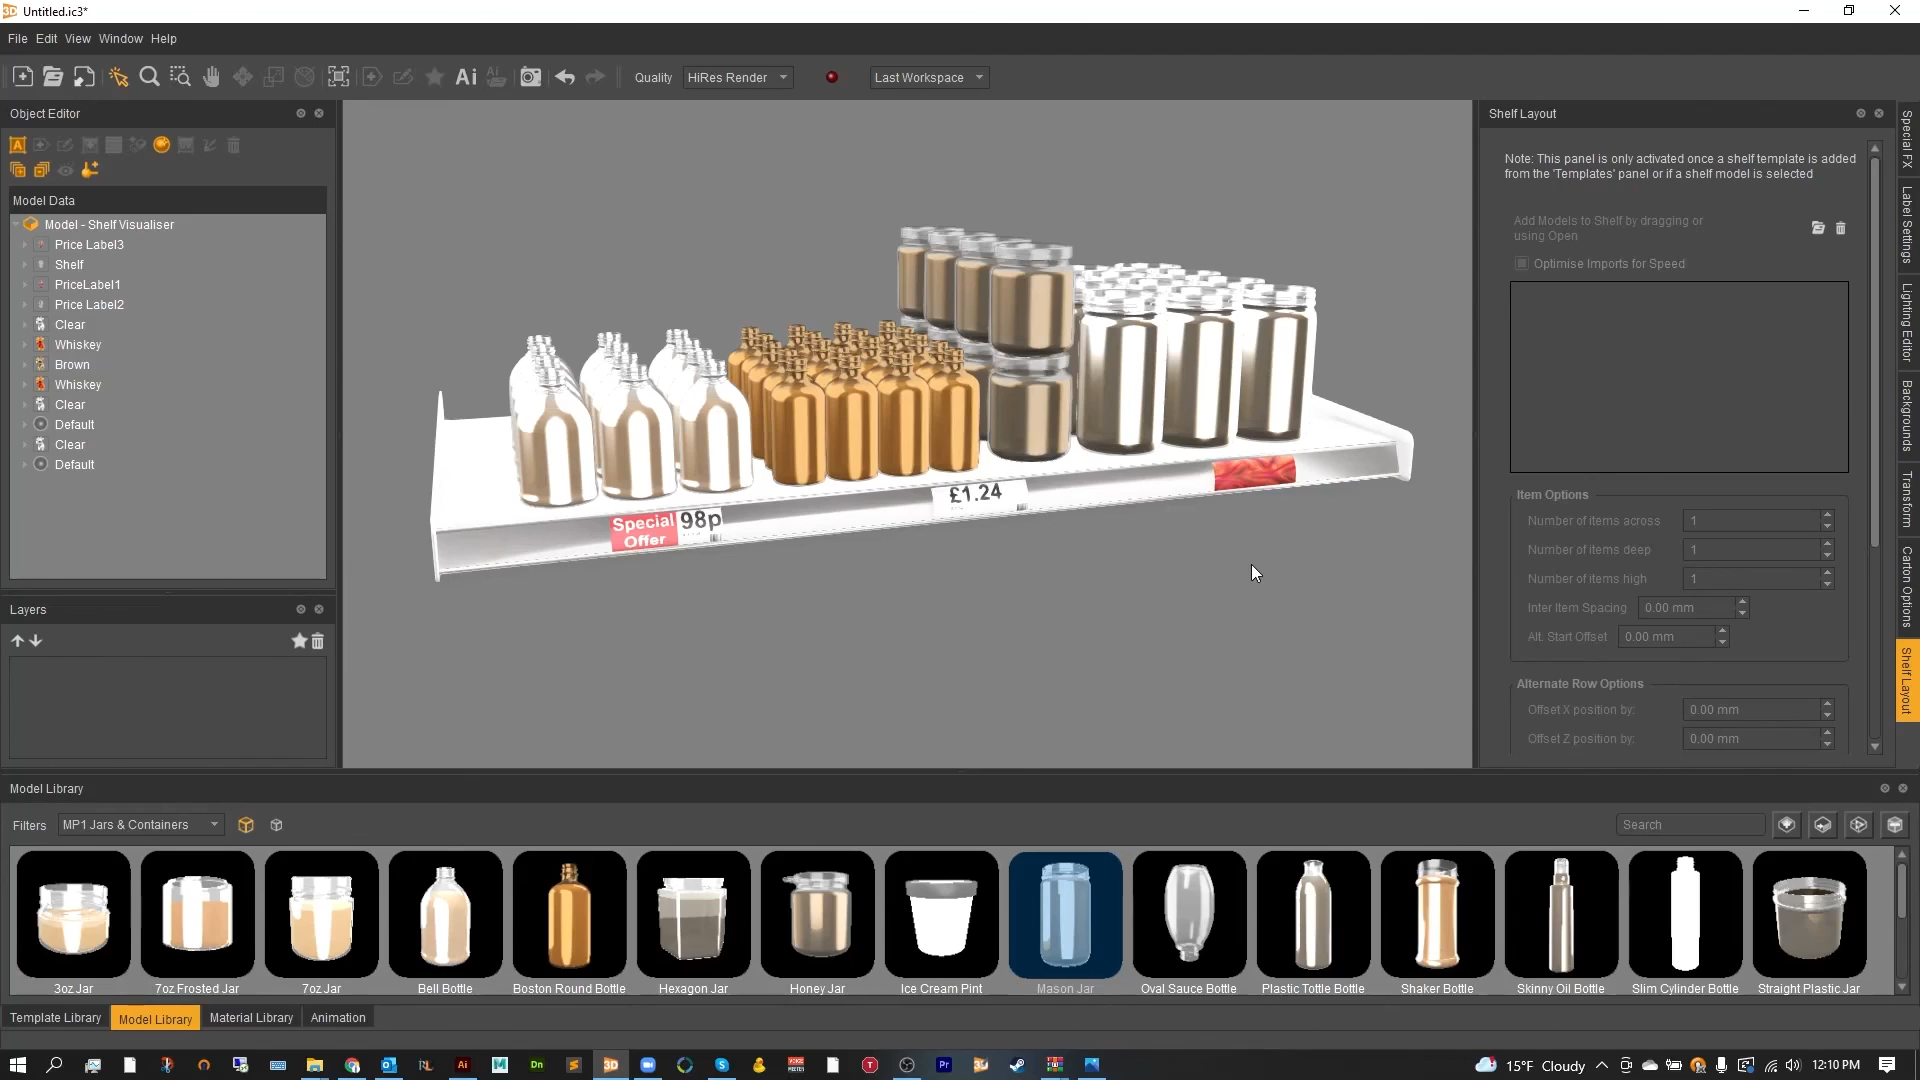 Untitled.ic3*
File Edit View Window Help
Quality HiRes Render Last Workspace
Object Editor
Model Data
Model - Shelf Visualiser
Price Label3
Shelf
PriceLabel1
Price Label2
Clear
Whiskey
Brown
Whiskey
Clear
Default
Clear
Default
Layers
Special Offer
98p
£1.24
Shelf Layout
Note: This panel is only activated once a shelf template is added
from the 'Templates' panel or if a shelf model is selected
Add Models to Shelf by dragging or
using Open
Optimise Imports for Speed
Item Options
Number of items across 1
Number of items deep 1
Number of items high 1
Inter Item Spacing 0.00 mm
Alt. Start Offset 0.00 mm
Alternate Row Options
Offset X position by: 0.00 mm
Offset Z position by: 0.00 mm
Special FX
Label Settings
Lighting Editor
Backgrounds
Transform
Carton Options
Shelf Layout
Model Library
Filters MP1 Jars & Containers Search
3oz Jar 7oz Frosted Jar 7oz Jar Bell Bottle Boston Round Bottle Hexagon Jar Honey Jar Ice Cream Pint Mason Jar Oval Sauce Bottle Plastic Tottle Bottle Shaker Bottle Skinny Oil Bottle Slim Cylinder Bottle Straight Plastic Jar
Template Library Model Library Material Library Animation
15°F Cloudy 12:10 PM